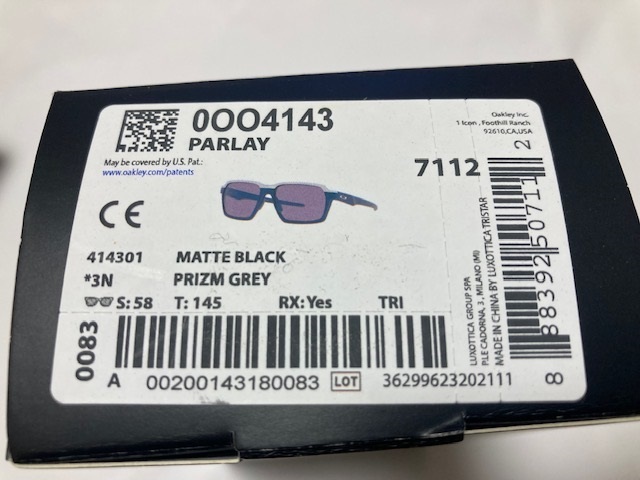 0OO4143
PARLAY
May be covered by U.S. Pat.:
www.oakley.com/patents
Oakley Inc.
1 Icon , Foothill Ranch
92610,CA,USA
7112
CE
414301 MATTE BLACK
*3N PRIZM GREY
S: 58 T: 145 RX: Yes TRI
0083
A 00200143180083 LOT 36299623202111
LUXOTTICA GROUP SPA
P.LE CADORNA, 3 , MILANO (MI)
MADE IN CHINA BY LUXOTTICA TRISTAR
8 883925071 2